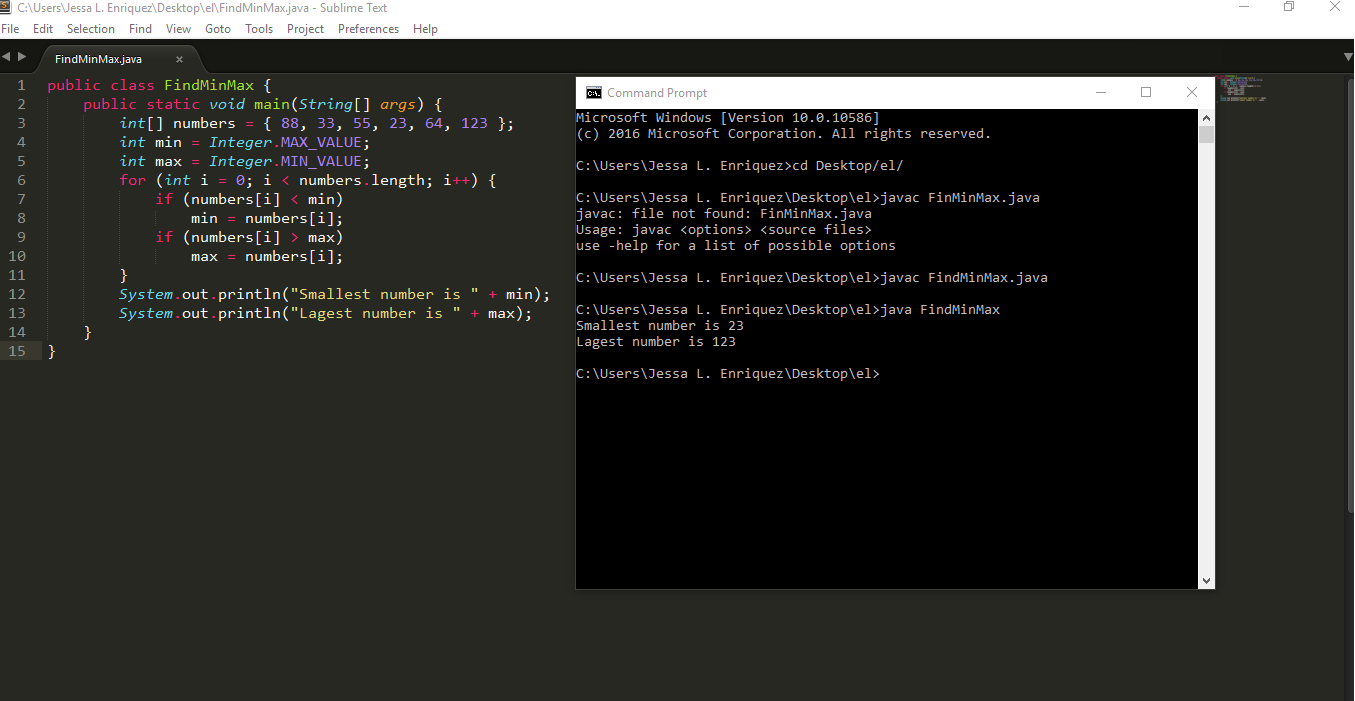 C:\Users\Jessa L. Enriquez\Desktop\el\FindMinMax.java - Sublime Text
File Edit Selection Find View Goto Tools Project Preferences Help
FindMinMax.java
1 public class FindMinMax {
2 public static void main(String[] args) {
3 int[] numbers = { 88, 33, 55, 23, 64, 123 };
4 int min = Integer.MAX_VALUE;
5 int max = Integer.MIN_VALUE;
6 for (int i = 0; i < numbers.length; i++) {
7 if (numbers[i] < min)
8 min = numbers[i];
9 if (numbers[i] > max)
10 max = numbers[i];
11 }
12 System.out.println("Smallest number is " + min);
13 System.out.println("Lagest number is " + max);
14 }
15 }
Command Prompt
Microsoft Windows [Version 10.0.10586]
(c) 2016 Microsoft Corporation. All rights reserved.
C:\Users\Jessa L. Enriquez>cd Desktop/el/
C:\Users\Jessa L. Enriquez\Desktop\el>javac FinMinMax.java
javac: file not found: FinMinMax.java
Usage: javac <options> <source files>
use -help for a list of possible options
C:\Users\Jessa L. Enriquez\Desktop\el>javac FindMinMax.java
C:\Users\Jessa L. Enriquez\Desktop\el>java FindMinMax
Smallest number is 23
Lagest number is 123
C:\Users\Jessa L. Enriquez\Desktop\el>